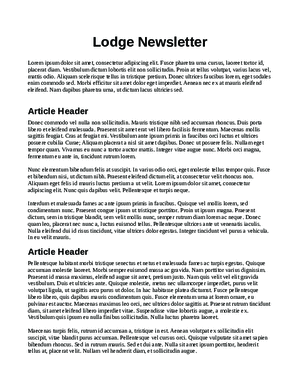 Lodge Newsletter
Lorem ipsum dolor sit amet, consectetur adipiscing elit. Fusce pharetra urna cursus, laoreet tortor id,
placerat diam. Vestibulum dictum lobortis elit non sollicitudin. Proin at tellus volutpat, varius lacus vel,
mattis odio. Aliquam scelerisque tellus in tristique pretium. Donec ultrices faucibus lorem, eget sodales
enim commodo sed. Morbi efficitur sit amet dolor eget imperdiet. Aenean nec ex ut mauris eleifend
eleifend. Nam dapibus pharetra urna, ut dictum lacus ultricies sed.
Article Header
Donec commodo vel nulla non sollicitudin. Mauris tristique nibh sed accumsan rhoncus. Duis porta
libero et eleifend malesuada. Praesent sit amet erat vel libero facilisis fermentum. Maecenas mollis
sagittis feugiat. Cras at feugiat mi. Vestibulum ante ipsum primis in faucibus orci luctus et ultrices
posuere cubilia Curae; Aliquam placerat a nisl sit amet dapibus. Donec ut posuere felis. Nullam eget
tempor quam. Vivamus eu nunc a tortor auctor mattis. Integer vitae augue nunc. Morbi orci magna,
fermentum eu ante in, tincidunt rutrum lorem.
Nunc elementum bibendum felis at suscipit. In varius odio orci, eget molestie tellus tempor quis. Fusce
et bibendum nisi, ut dictum nibh. Praesent eleifend dictum elit, a consectetur velit rhoncus non.
Aliquam eget felis id mauris luctus pretium a ut velit. Lorem ipsum dolor sit amet, consectetur
adipiscing elit. Nunc quis dapibus velit. Pellentesque et turpis nunc.
Interdum et malesuada fames ac ante ipsum primis in faucibus. Quisque vel mollis lorem, sed
condimentum nunc. Praesent congue ipsum et tristique porttitor. Proin ut ipsum magna. Praesent
dictum, sem in tristique blandit, sem velit mollis nunc, semper rutrum diam lorem ac neque. Donec
quam leo, placerat nec nunc a, luctus euismod tellus. Pellentesque ultrices ante ut venenatis iaculis.
Nulla eleifend dui id risus tincidunt, vitae ultrices dolor egestas. Integer tincidunt vel purus a vehicula.
In eu velit mauris.
Article Header
Pellentesque habitant morbi tristique senectus et netus et malesuada fames ac turpis egestas. Quisque
accumsan molestie laoreet. Morbi semper euismod massa ac gravida. Nam porttitor varius dignissim.
Praesent id massa maximus, eleifend augue sit amet, pretium justo. Nam quis velit vel elit gravida
vestibulum. Duis et ultricies ante. Quisque molestie, metus nec ullamcorper imperdiet, purus velit
volutpat ligula, et sagittis arcu purus ut dolor. In hac habitasse platea dictumst. Fusce pellentesque
libero libero, quis dapibus mauris condimentum quis. Fusce elementum urna at lorem ornare, eu
pulvinar est auctor. Maecenas maximus leo orci, nec ultrices dolor sagittis at. Praesent rutrum tincidunt
diam, sit amet eleifend libero imperdiet vitae. Suspendisse vitae lobortis augue, a molestie ex.
Vestibulum quis ipsum eu nulla finibus sollicitudin. Nulla luctus bibendum tincidunt.
Maecenas turpis felis, rutrum id accumsan a, tristique in est. Aenean volutpat ex sollicitudin elit
suscipit, vitae blandit purus accumsan. Pellentesque vel cursus orci. Quisque vulputate sit amet sapien
bibendum rhoncus. Sed in rutrum mauris. Sed et dui ante. Nulla sit amet ipsum porttitor, hendrerit
tellus at, placerat velit. Nullam vel diam hendrerit, et sollicitudin augue.